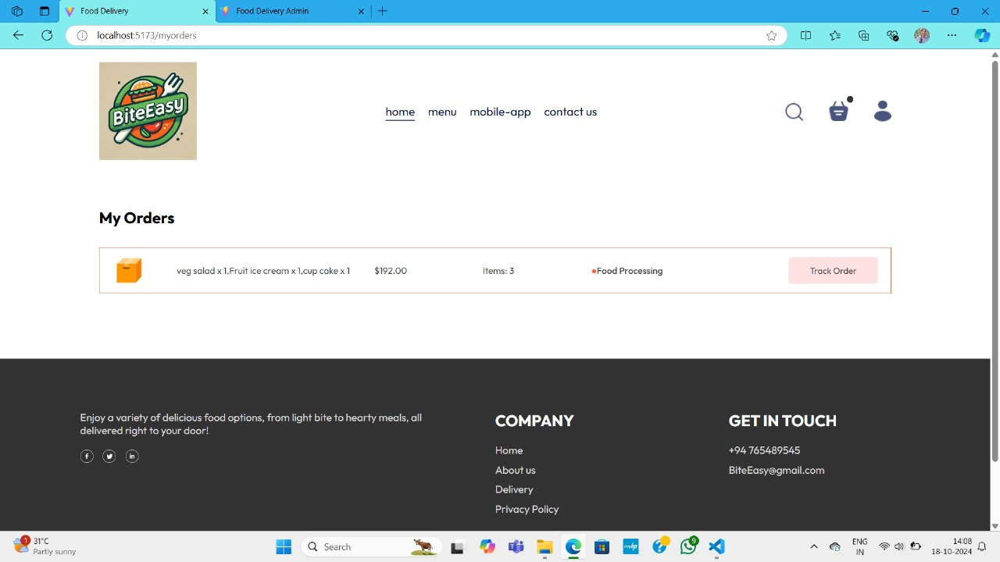 Food Delivery
Food Delivery Admin
localhost:5173/myorders
BiteEasy
home menu mobile-app contact us
My Orders
veg salad x 1,Fruit ice cream x 1,cup cake x 1 $192.00 Items: 3 Food Processing Track Order
Enjoy a variety of delicious food options, from light bite to hearty meals, all
delivered right to your door!
COMPANY
Home
About us
Delivery
Privacy Policy
GET IN TOUCH
+94 765489545
BiteEasy@gmail.com
1
31°C
Partly sunny
Search
myhp
9
ENG
IN
14:08
18-10-2024